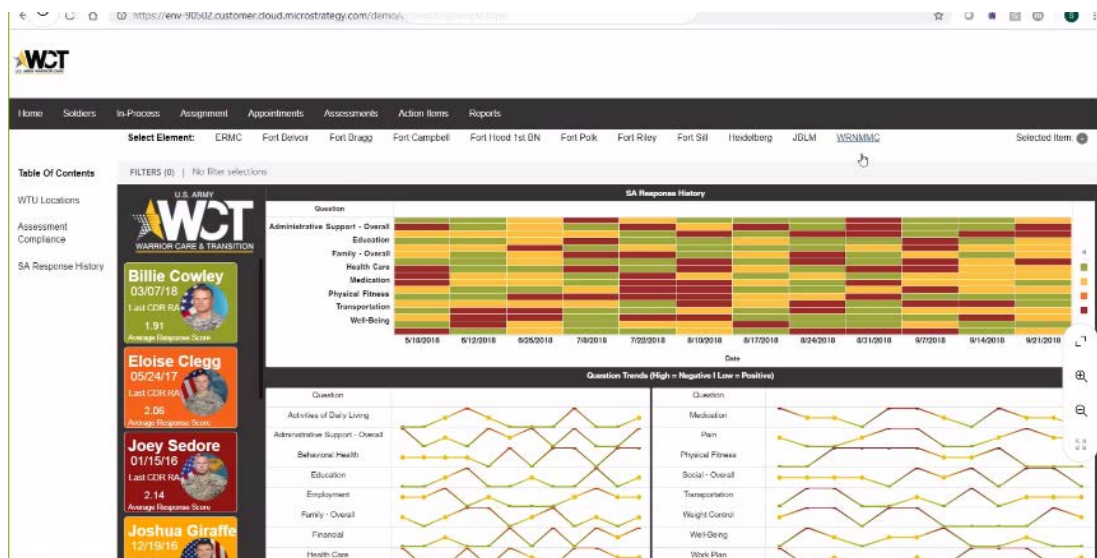 https://env-90502.customer.cloud.microstrategy.com/demo/
WCT
U.S. ARMY WARRIOR CARE
Home Soldiers In-Process Assignment Appointments Assessments Action Items Reports
Select Element: ERMC Fort Belvoir Fort Bragg Fort Campbell Fort Hood 1st BN Fort Polk Fort Riley Fort Sill Heidelberg JBLM WRNMMC Selected Item:
Table Of Contents
WTU Locations
Assessment
Compliance
SA Response History
FILTERS (0) | No filter selections
U.S. ARMY
WCT
WARRIOR CARE & TRANSITION
Billie Cowley
03/07/18
Last CDR RA
1.91
Average Response Score
Eloise Clegg
05/24/17
Last CDR RA
2.06
Average Response Score
Joey Sedore
01/15/16
Last CDR RA
2.14
Average Response Score
Joshua Giraffe
12/19/16
SA Response History
Question
Administrative Support - Overall
Education
Family - Overall
Health Care
Medication
Physical Fitness
Transportation
Well-Being
5/18/2018 6/12/2018 6/25/2018 7/8/2018 7/22/2018 8/10/2018 8/17/2018 8/24/2018 8/31/2018 9/7/2018 9/14/2018 9/21/2018
Date
Question Trends (High = Negative | Low = Positive)
Question
Activities of Daily Living
Administrative Support - Overall
Behavioral Health
Education
Employment
Family - Overall
Financial
Health Care
Question
Medication
Pain
Physical Fitness
Social - Overall
Transportation
Weight Control
Well-Being
Work Plan